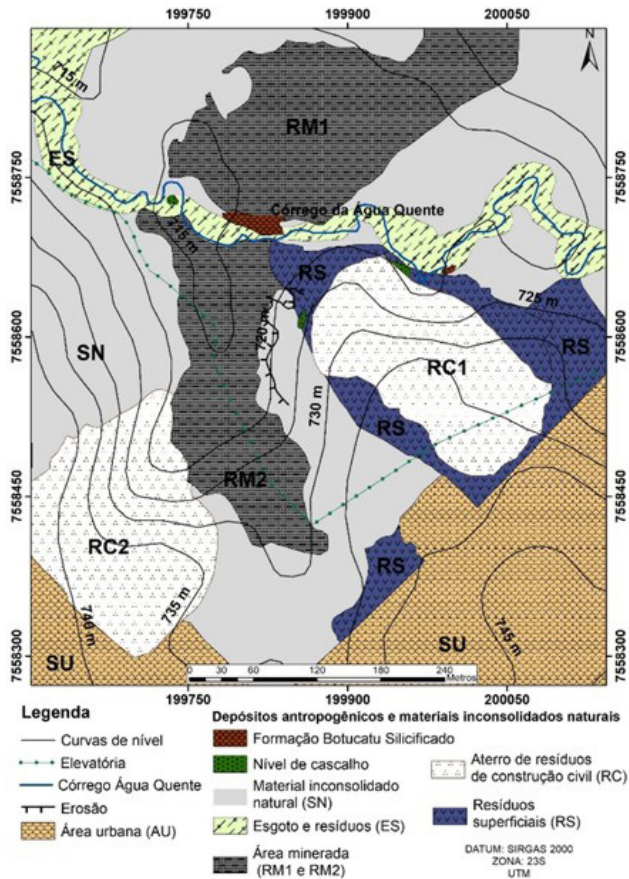 199750 199900 200050
N
715 m
RM1
ES
7558750
7558750
Córrego da Água Quente
715 m
RS
725 m
7558600
7558600
SN
720 m
RS
RC1
730 m
RS
7558450
7558450
RM2
RC2
RS
735 m
740 m
745 m
7558300
7558300
SU
SU
0 30 60 120 180 240
Metros
199750 199900 200050
Legenda
Curvas de nível
Elevatória
Córrego Água Quente
Erosão
Área urbana (AU)
Depósitos antropogênicos e materiais inconsolidados naturais
Formação Botucatu Silicificado
Nível de cascalho
Material inconsolidado
natural (SN)
Esgoto e resíduos (ES)
Área minerada
(RM1 e RM2)
Aterro de resíduos
de construção civil (RC)
Resíduos
superficiais (RS)
DATUM: SIRGAS 2000
ZONA: 23S
UTM